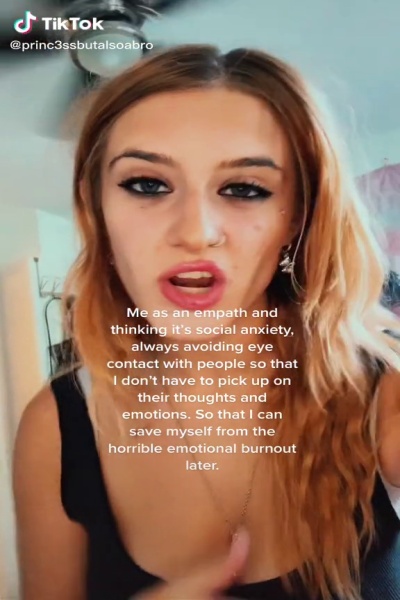 TikTok
@princ3ssbutalsoabro
Me as an empath and
thinking it's social anxiety,
always avoiding eye
contact with people so that
I don't have to pick up on
their thoughts and
emotions. So that I can
save myself from the
horrible emotional burnout
later.